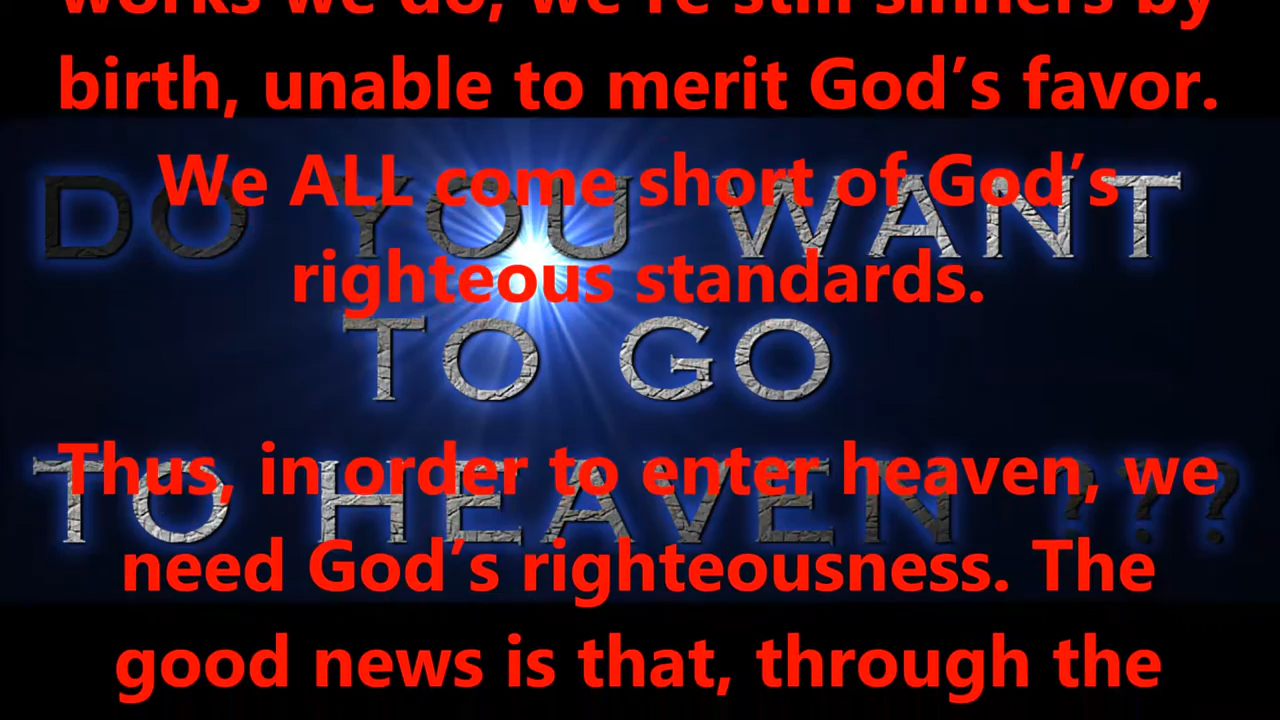 works we do, we're still sinners by
birth, unable to merit God's favor.
We ALL come short of God's
righteous standards.
Thus, in order to enter heaven, we
need God's righteousness. The
good news is that, through the
DO YOU WANT
TO GO
TO HEAVEN ???